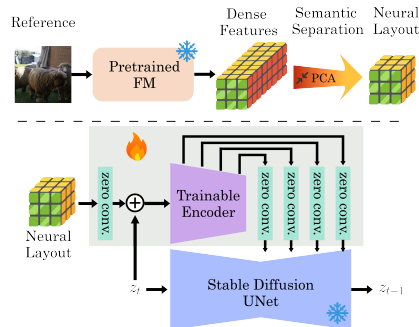 Reference
Dense
Features
Semantic
Separation
Neural
Layout
Pretrained
FM
PCA
zero conv.
Trainable
Encoder
zero conv.
zero conv.
zero conv.
zero conv.
Neural
Layout
z_t
Stable Diffusion
UNet
z_{t−1}